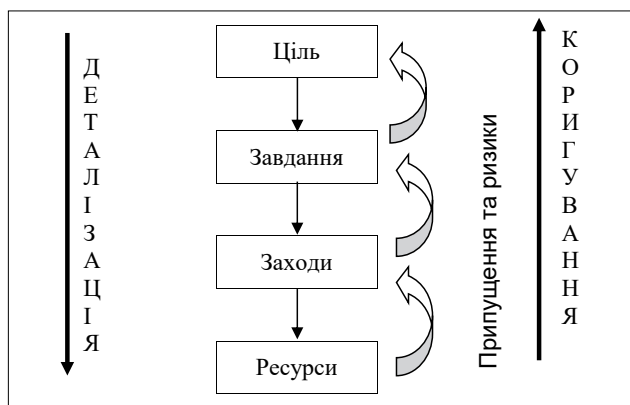 ДЕТАЛІЗАЦІЯ
Ціль
Завдання
Заходи
Ресурси
Припущення та ризики
КОРИГУВАННЯ